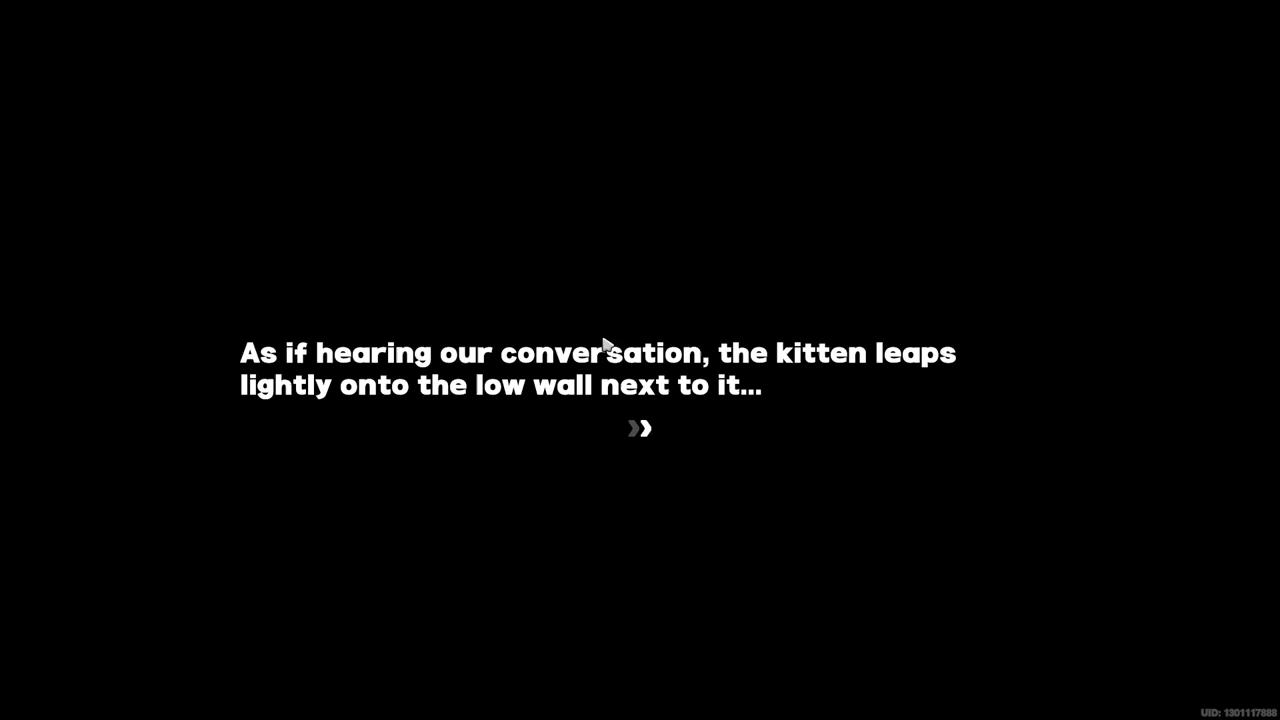 As if hearing our conversation, the kitten leaps
lightly onto the low wall next to it...
UID: 1301117888